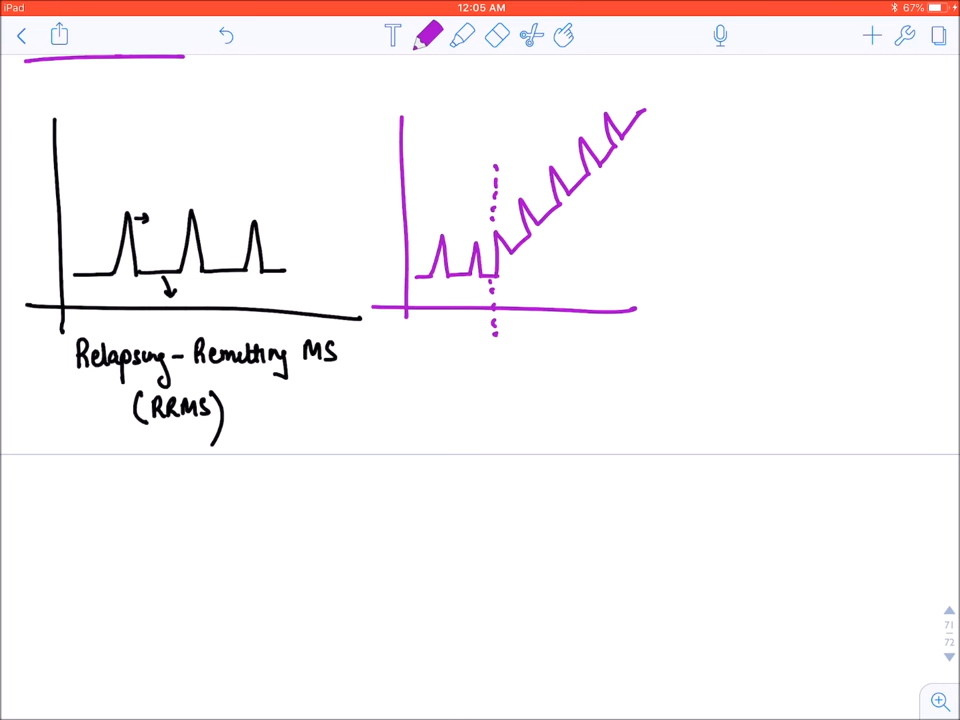 iPad 12:05 AM 67%
T
Relapsing - Remitting MS
(RRMS)
71
72